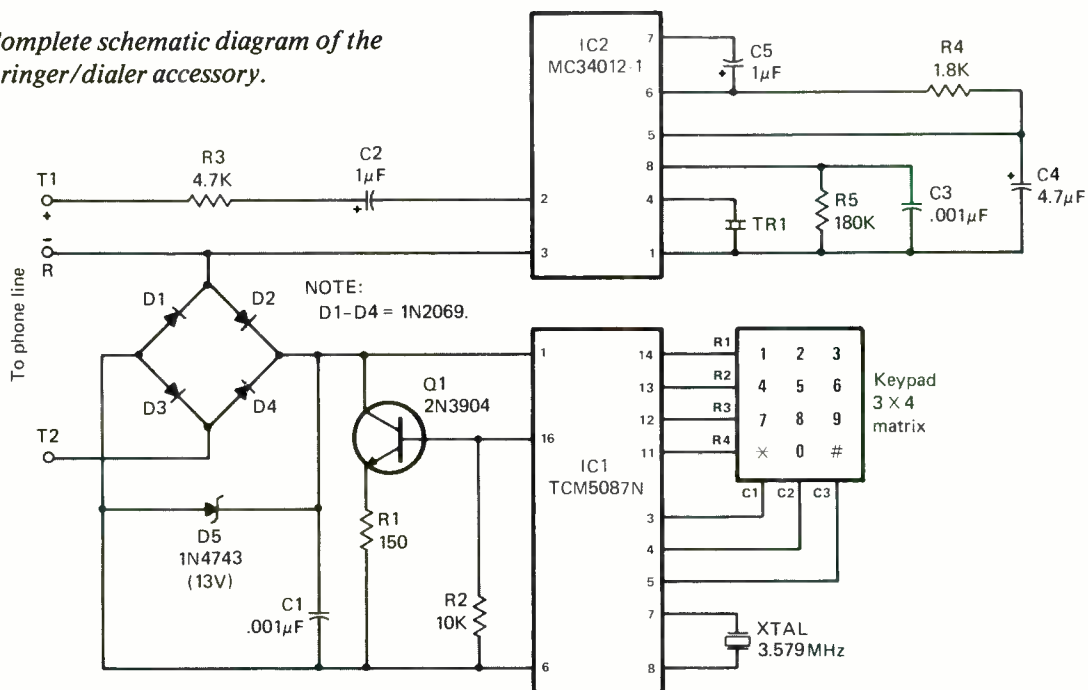 omplete schematic diagram of the
ringer/dialer accessory.
IC2
MC34012-1
7
6
5
8
4
1
2
3
C5
1µF
R4
1.8K
C4
4.7µF
C3
.001µF
R5
180K
TR1
T1
+
R3
4.7K
C2
1µF
+
-
R
To phone line
T2
D1
D2
D3
D4
NOTE:
D1-D4 = 1N2069.
D5
1N4743
(13V)
C1
.001µF
Q1
2N3904
R1
150
R2
10K
IC1
TCM5087N
1
16
6
14
13
12
11
3
4
5
7
8
R1
R2
R3
R4
1 2 3
4 5 6
7 8 9
* 0 #
C1 C2 C3
Keypad
3 X 4
matrix
XTAL
3.579MHz